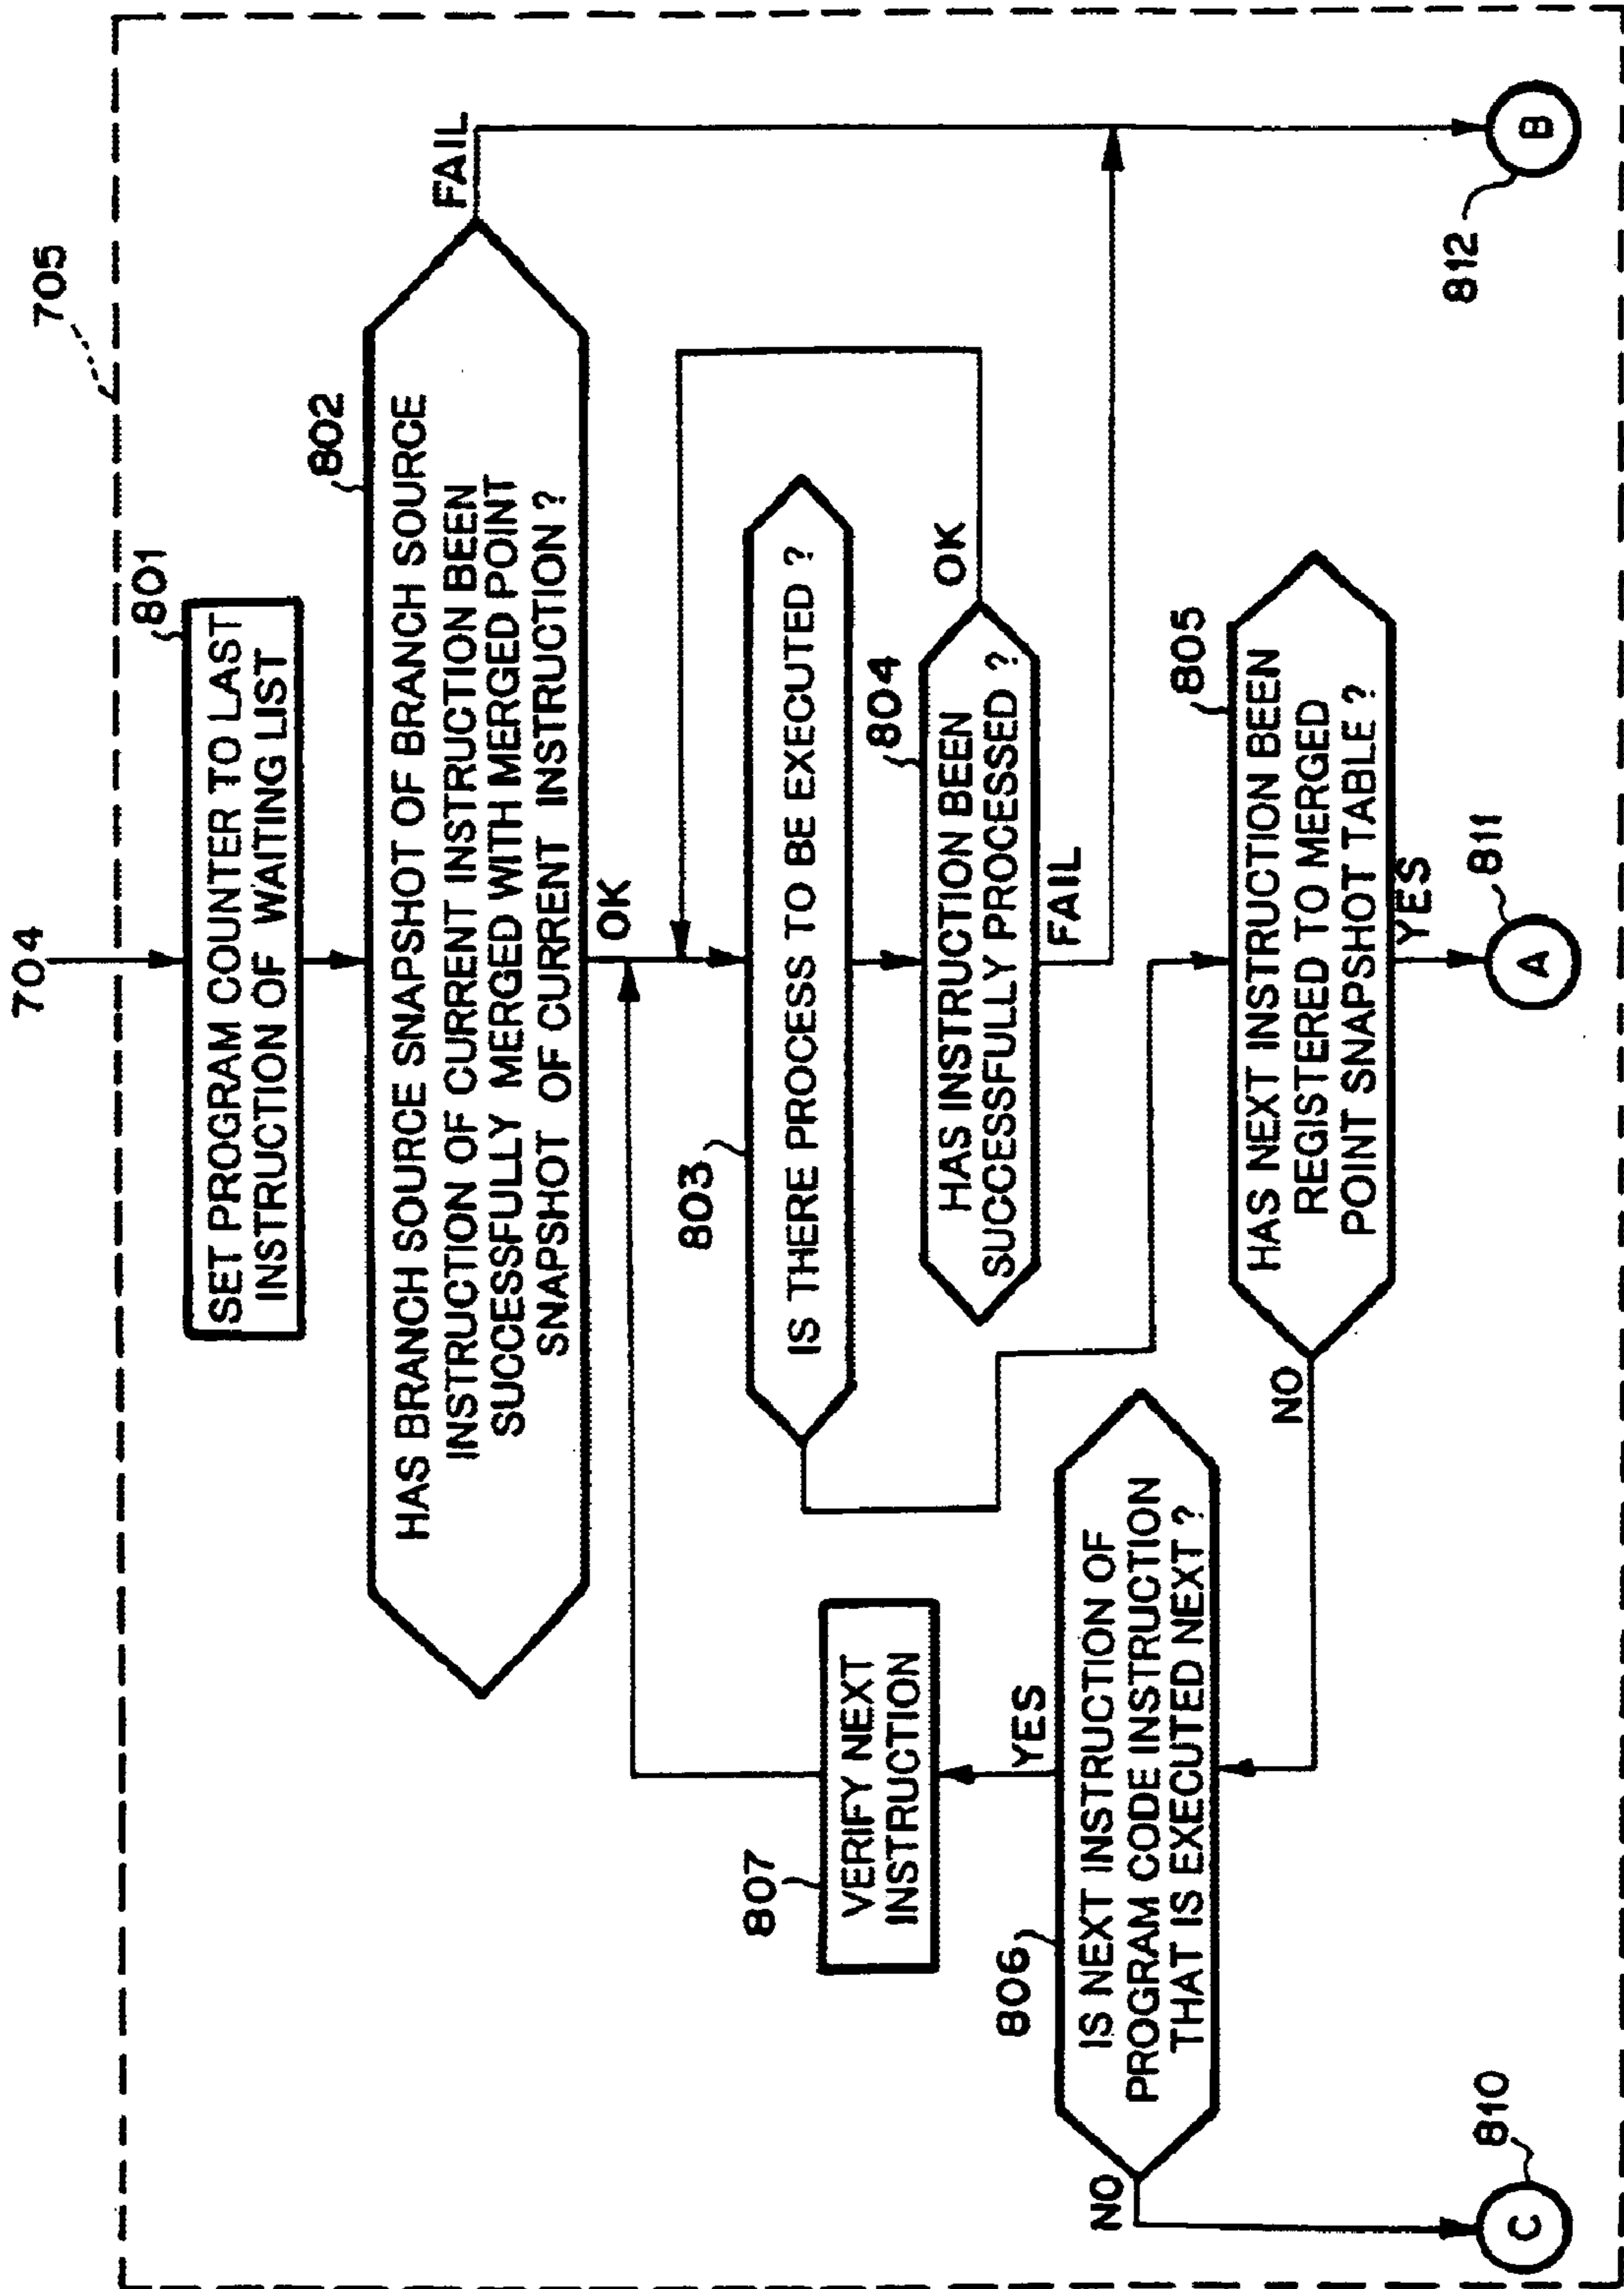 704
705
801
SET PROGRAM COUNTER TO LAST
INSTRUCTION OF WAITING LIST
802
HAS BRANCH SOURCE SNAPSHOT OF BRANCH SOURCE
INSTRUCTION OF CURRENT INSTRUCTION BEEN
SUCCESSFULLY MERGED WITH MERGED POINT
SNAPSHOT OF CURRENT INSTRUCTION ?
FAIL
OK
803
IS THERE PROCESS TO BE EXECUTED ?
804
HAS INSTRUCTION BEEN
SUCCESSFULLY PROCESSED ?
OK
FAIL
807
VERIFY NEXT
INSTRUCTION
YES
806
IS NEXT INSTRUCTION OF
PROGRAM CODE INSTRUCTION
THAT IS EXECUTED NEXT ?
NO
805
HAS NEXT INSTRUCTION BEEN
REGISTERED TO MERGED
POINT SNAPSHOT TABLE ?
NO
YES
810
C
811
A
812
B